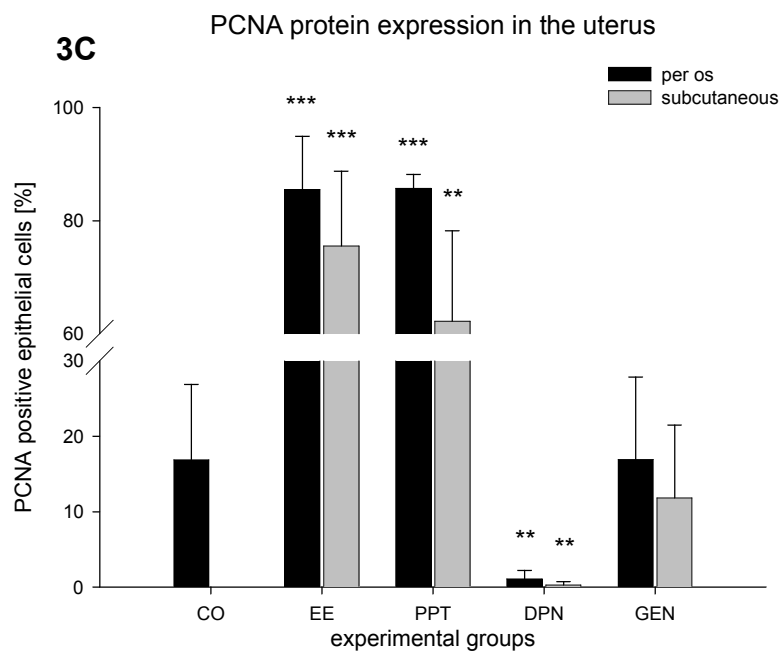 PCNA protein expression in the uterus
3C
per os
subcutaneous
100
80
60
30
20
10
0
PCNA positive epithelial cells [%]
***
***
***
**
**
**
CO EE PPT DPN GEN
experimental groups